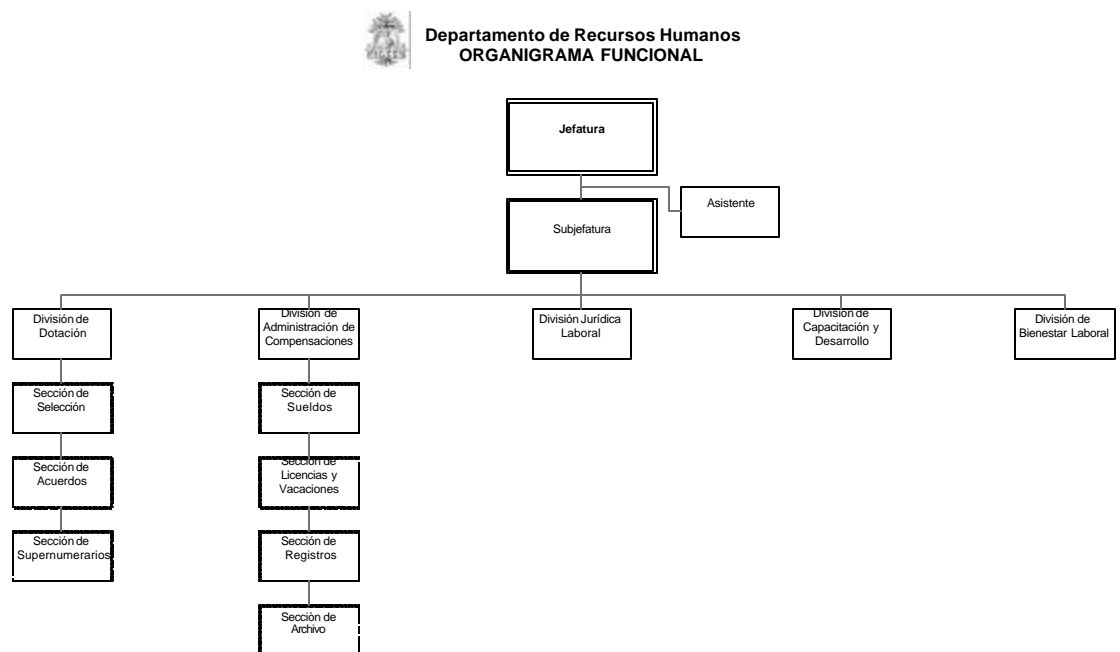 Departamento de Recursos Humanos
ORGANIGRAMA FUNCIONAL
Jefatura
Asistente
Subjefatura
División de
Dotación
División de
Administración de
Compensaciones
División Jurídica
Laboral
División de
Capacitación y
Desarrollo
División de
Bienestar Laboral
Sección de
Selección
Sección de
Sueldos
Sección de
Acuerdos
Sección de
Licencias y
Vacaciones
Sección de
Supernumerarios
Sección de
Registros
Secciòn de
Archivo